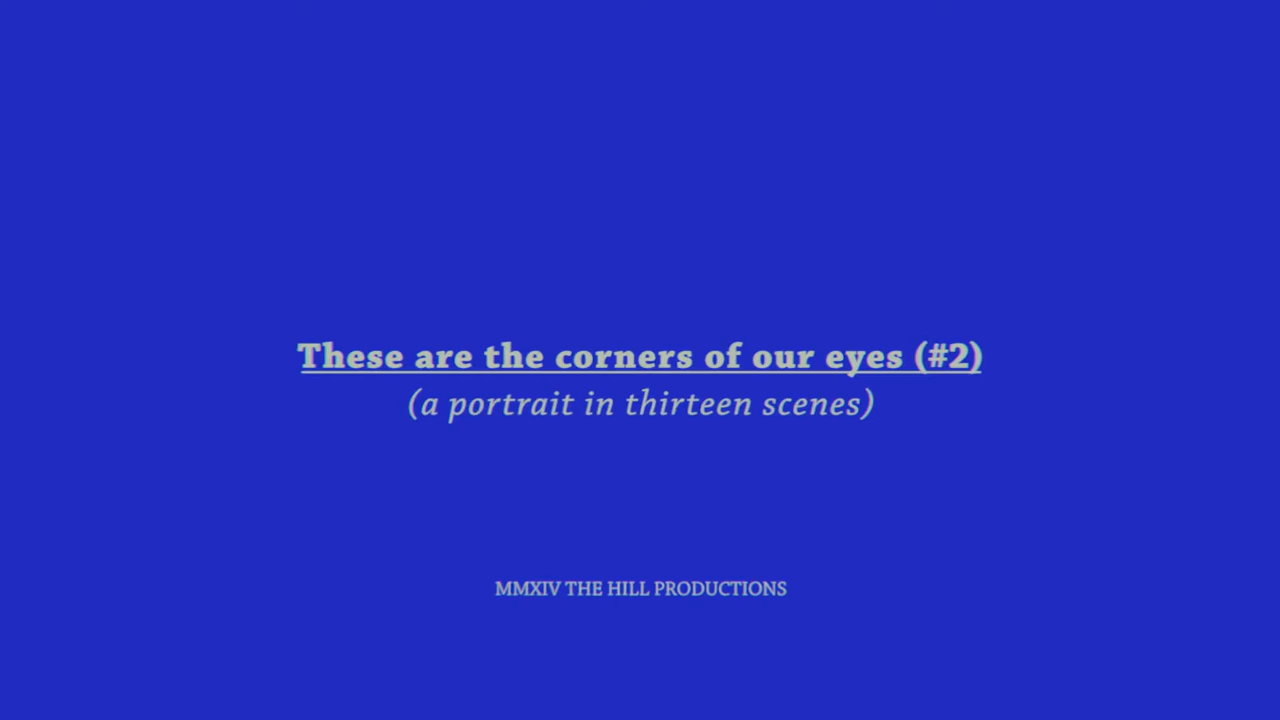 These are the corners of our eyes (#2)
(a portrait in thirteen scenes)
MMXIV THE HILL PRODUCTIONS